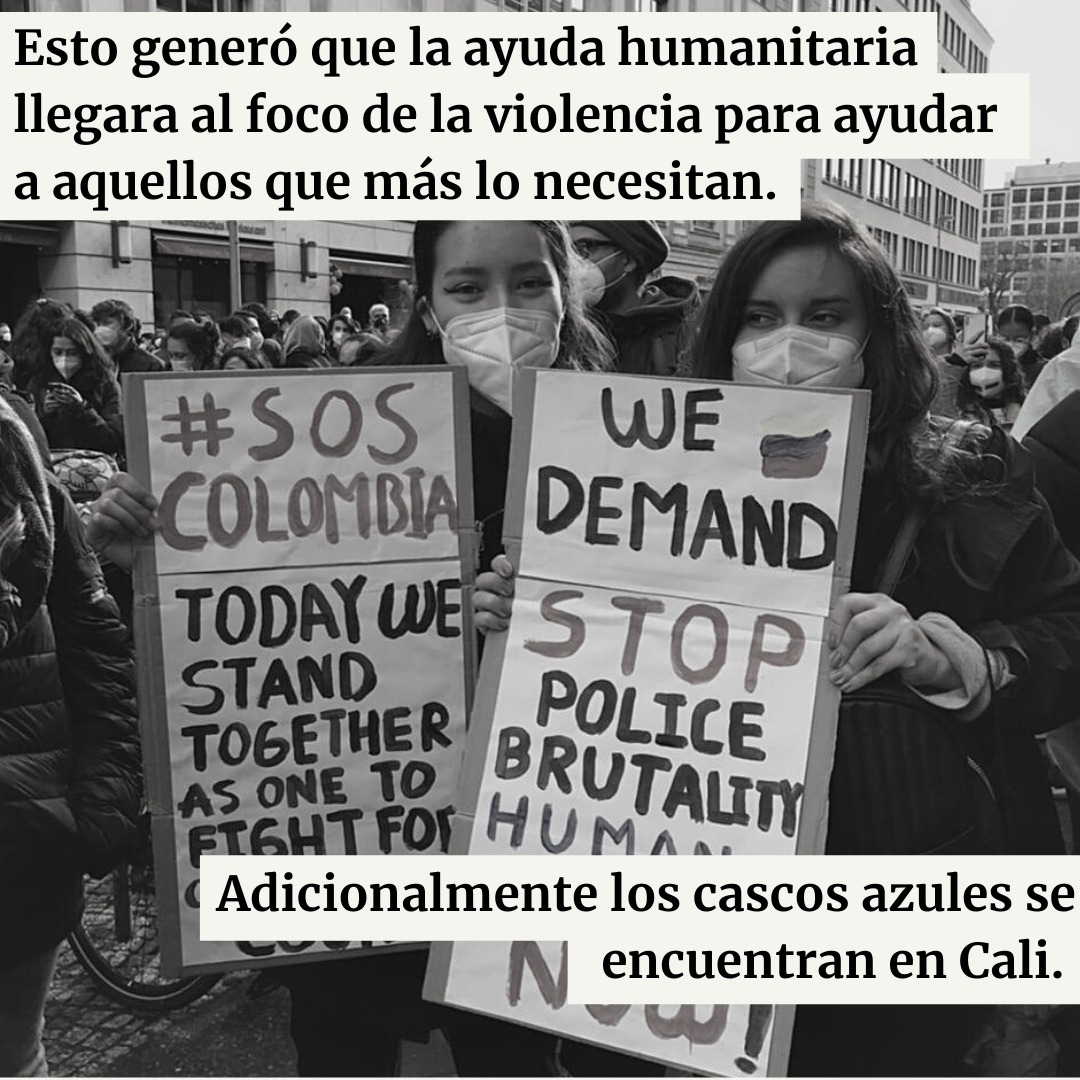 Esto generó que la ayuda humanitaria
llegara al foco de la violencia para ayudar
a aquellos que más lo necesitan.
#SOS
COLOMBIA
TODAY WE
STAND
TOGETHER
AS ONE TO
FIGHT FOR
WE
DEMAND
STOP
POLICE
BRUTALITY
HUMAN
NOW!
Adicionalmente los cascos azules se
encuentran en Cali.